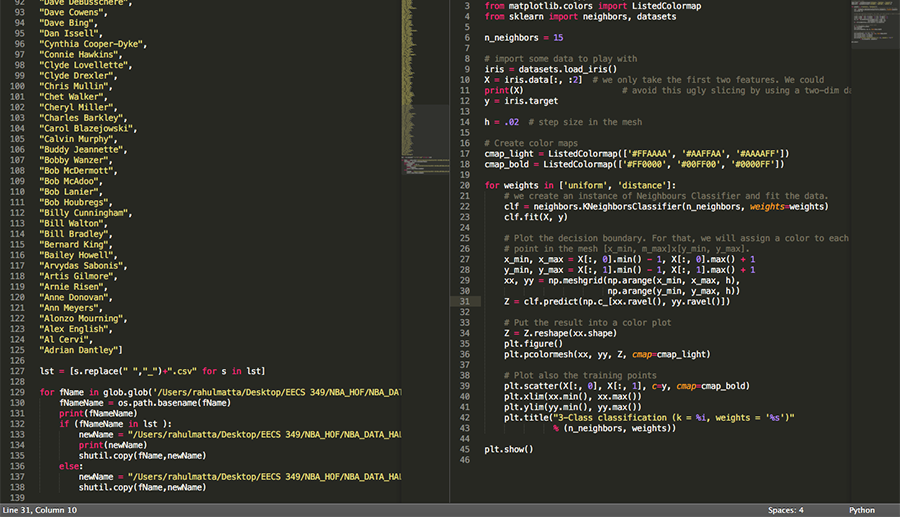 92 "Dave DeBusschere",
93 "Dave Cowens",
94 "Dave Bing",
95 "Dan Issell",
96 "Cynthia Cooper-Dyke",
97 "Connie Hawkins",
98 "Clyde Lovellette",
99 "Clyde Drexler",
100 "Chris Mullin",
101 "Chet Walker",
102 "Cheryl Miller",
103 "Charles Barkley",
104 "Carol Blazejowski",
105 "Calvin Murphy",
106 "Buddy Jeannette",
107 "Bobby Wanzer",
108 "Bob McDermott",
109 "Bob McAdoo",
110 "Bob Lanier",
111 "Bob Houbregs",
112 "Billy Cunningham",
113 "Bill Walton",
114 "Bill Bradley",
115 "Bernard King",
116 "Bailey Howell",
117 "Arvydas Sabonis",
118 "Artis Gilmore",
119 "Arnie Risen",
120 "Anne Donovan",
121 "Ann Meyers",
122 "Alonzo Mourning",
123 "Alex English",
124 "Al Cervi",
125 "Adrian Dantley"]
126
127 lst = [s.replace(" ","_")+".csv" for s in lst]
128
129 for fName in glob.glob('/Users/rahulmatta/Desktop/EECS 349/NBA_HOF/NBA_DAT
130 fNameName = os.path.basename(fName)
131 print(fNameName)
132 if (fNameName in lst ):
133 newName = "/Users/rahulmatta/Desktop/EECS 349/NBA_HOF/NBA_DATA_HAL
134 print(newName)
135 shutil.copy(fName,newName)
136 else:
137 newName = "/Users/rahulmatta/Desktop/EECS 349/NBA_HOF/NBA_DATA_HAL
138 shutil.copy(fName,newName)
139
3 from matplotlib.colors import ListedColormap
4 from sklearn import neighbors, datasets
5
6 n_neighbors = 15
7
8 # import some data to play with
9 iris = datasets.load_iris()
10 X = iris.data[:, :2] # we only take the first two features. We could
11 print(X) # avoid this ugly slicing by using a two-dim d
12 y = iris.target
13
14 h = .02 # step size in the mesh
15
16 # Create color maps
17 cmap_light = ListedColormap(['#FFAAAA', '#AAFFAA', '#AAAAFF'])
18 cmap_bold = ListedColormap(['#FF0000', '#00FF00', '#0000FF'])
19
20 for weights in ['uniform', 'distance']:
21 # we create an instance of Neighbours Classifier and fit the data.
22 clf = neighbors.KNeighborsClassifier(n_neighbors, weights=weights)
23 clf.fit(X, y)
24
25 # Plot the decision boundary. For that, we will assign a color to each
26 # point in the mesh [x_min, m_max]x[y_min, y_max].
27 x_min, x_max = X[:, 0].min() - 1, X[:, 0].max() + 1
28 y_min, y_max = X[:, 1].min() - 1, X[:, 1].max() + 1
29 xx, yy = np.meshgrid(np.arange(x_min, x_max, h),
30 np.arange(y_min, y_max, h))
31 Z = clf.predict(np.c_[xx.ravel(), yy.ravel()])
32
33 # Put the result into a color plot
34 Z = Z.reshape(xx.shape)
35 plt.figure()
36 plt.pcolormesh(xx, yy, Z, cmap=cmap_light)
37
38 # Plot also the training points
39 plt.scatter(X[:, 0], X[:, 1], c=y, cmap=cmap_bold)
40 plt.xlim(xx.min(), xx.max())
41 plt.ylim(yy.min(), yy.max())
42 plt.title("3-Class classification (k = %i, weights = '%s')"
43 % (n_neighbors, weights))
44
45 plt.show()
46
Line 31, Column 10
Spaces: 4
Python